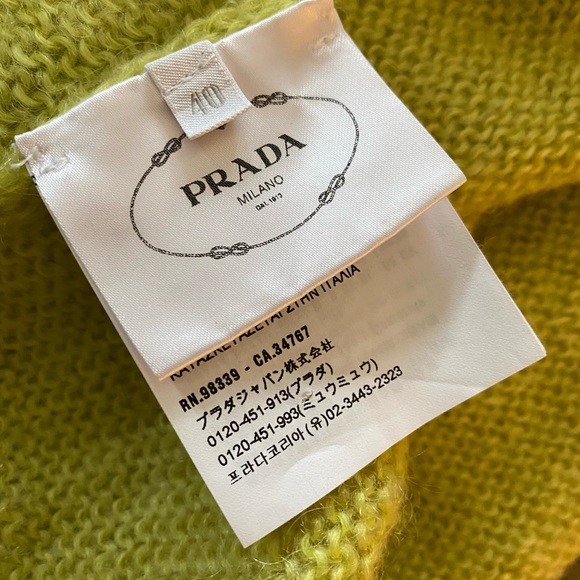 40
PRADA
MILANO
DAL 1913
ΚΑΤΑΣΚΕΥΑΖΕΤΑΙ ΣΤΗΝ ΙΤΑΛΙΑ
RN.98339 - CA.34767
プラダジャパン株式会社
0120-451-913(プラダ)
0120-451-993(ミュウミュウ)
프라다코리아(유)02-3443-2323